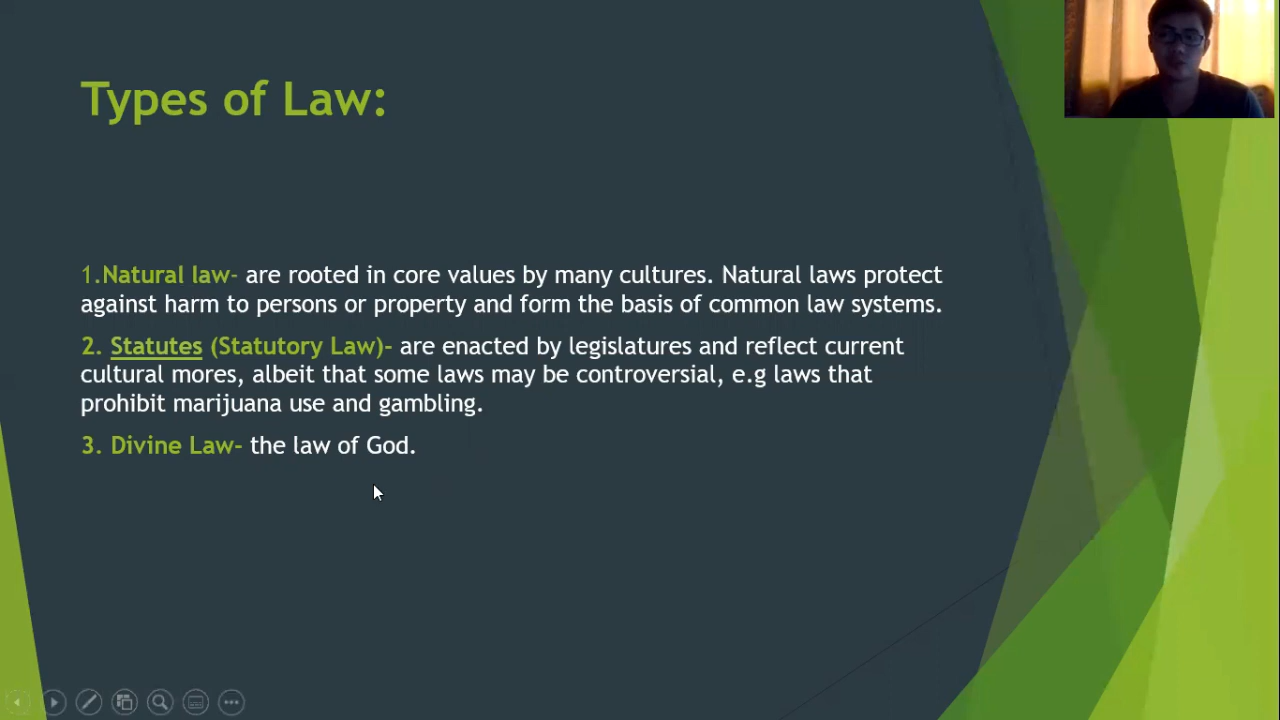 Types of Law:
1.Natural law- are rooted in core values by many cultures. Natural laws protect
against harm to persons or property and form the basis of common law systems.
2. Statutes (Statutory Law)- are enacted by legislatures and reflect current
cultural mores, albeit that some laws may be controversial, e.g laws that
prohibit marijuana use and gambling.
3. Divine Law- the law of God.